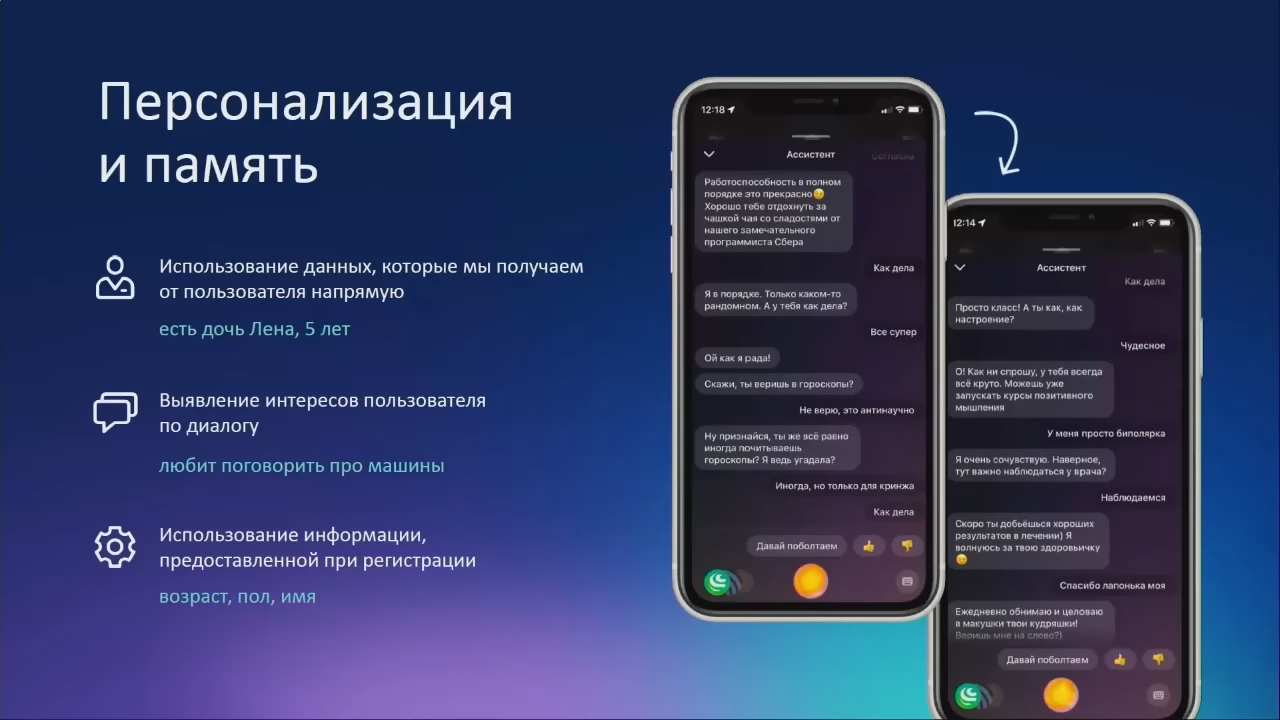 Персонализация
и память
Использование данных, которые мы получаем
от пользователя напрямую
есть дочь Лена, 5 лет
Выявление интересов пользователя
по диалогу
любит поговорить про машины
Использование информации,
предоставленной при регистрации
возраст, пол, имя
12:18
Ассистент
Согласна
Работоспособность в полном
порядке это прекрасно😊
Хорошо тебе отдохнуть за
чашкой чая со сладостями от
нашего замечательного
программиста Сбера
Как дела
Я в порядке. Только каком-то
рандомном. А у тебя как дела?
Все супер
Ой как я рада!
Скажи, ты веришь в гороскопы?
Не верю, это антинаучно
Ну признайся, ты же всё равно
иногда почитываешь
гороскопы? Я ведь угадала?
Иногда, но только для кринжа
Как дела
Давай поболтаем 👍 👎
12:14
Ассистент
Как дела
Просто класс! А ты как, как
настроение?
Чудесное
О! Как ни спрошу, у тебя всегда
всё круто. Можешь уже
запускать курсы позитивного
мышления
У меня просто биполярка
Я очень сочувствую. Наверное,
тут важно наблюдаться у врача?
Наблюдаемся
Скоро ты добьёшься хороших
результатов в лечении) Я
волнуюсь за твою здоровьичку
😊
Спасибо лапонька моя
Ежедневно обнимаю и целоваю
в макушки твои кудряшки!
Веришь мне на слово?)
Давай поболтаем 👍 👎